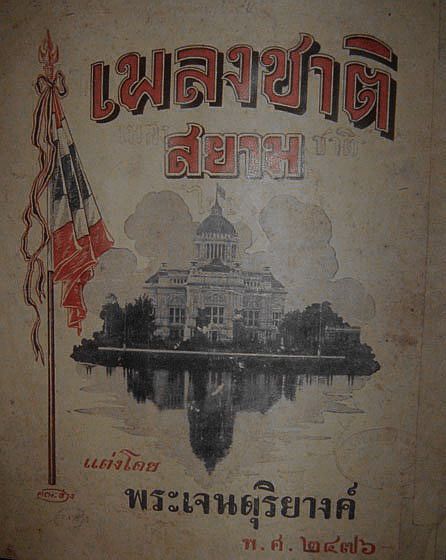 เพลงชาติ
สยาม
แต่งโดย
พระเจนดุริยางค์
พ.ศ. ๒๔๗๖